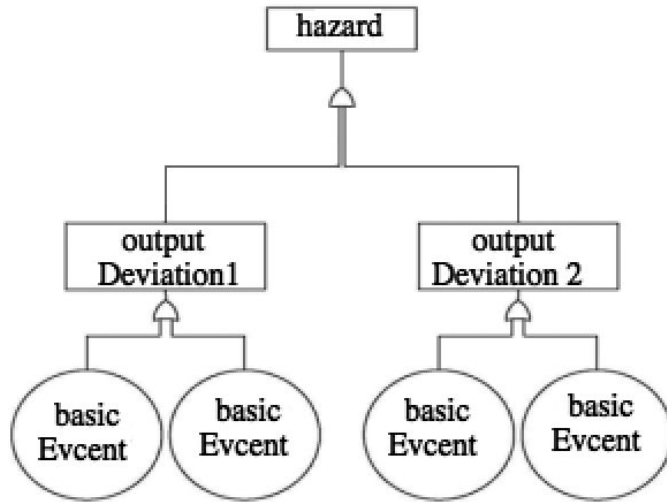 hazard
output
Deviation1
output
Deviation 2
basic
Evcent
basic
Evcent
basic
Evcent
basic
Evcent